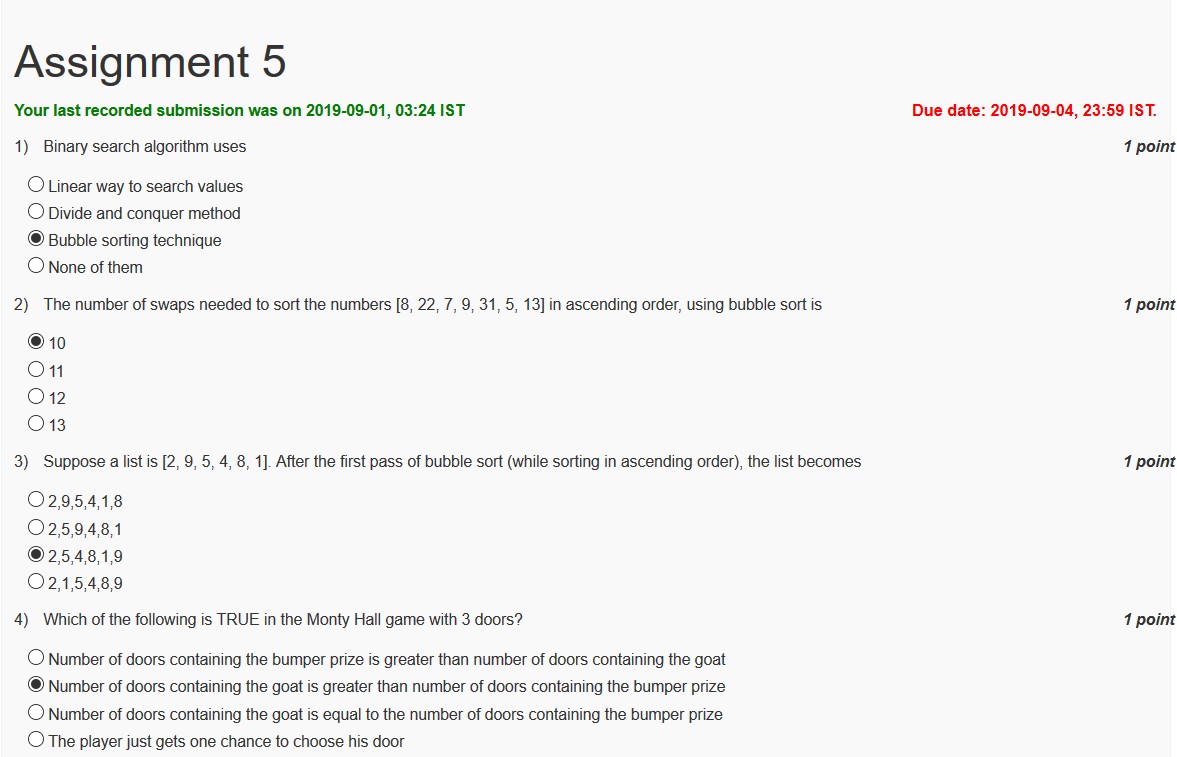 Assignment 5
Your last recorded submission was on 2019-09-01, 03:24 IST Due date: 2019-09-04, 23:59 IST.
1) Binary search algorithm uses 1 point
Linear way to search values
Divide and conquer method
Bubble sorting technique
None of them
2) The number of swaps needed to sort the numbers [8, 22, 7, 9, 31, 5, 13] in ascending order, using bubble sort is 1 point
10
11
12
13
3) Suppose a list is [2, 9, 5, 4, 8, 1]. After the first pass of bubble sort (while sorting in ascending order), the list becomes 1 point
2,9,5,4,1,8
2,5,9,4,8,1
2,5,4,8,1,9
2,1,5,4,8,9
4) Which of the following is TRUE in the Monty Hall game with 3 doors? 1 point
Number of doors containing the bumper prize is greater than number of doors containing the goat
Number of doors containing the goat is greater than number of doors containing the bumper prize
Number of doors containing the goat is equal to the number of doors containing the bumper prize
The player just gets one chance to choose his door